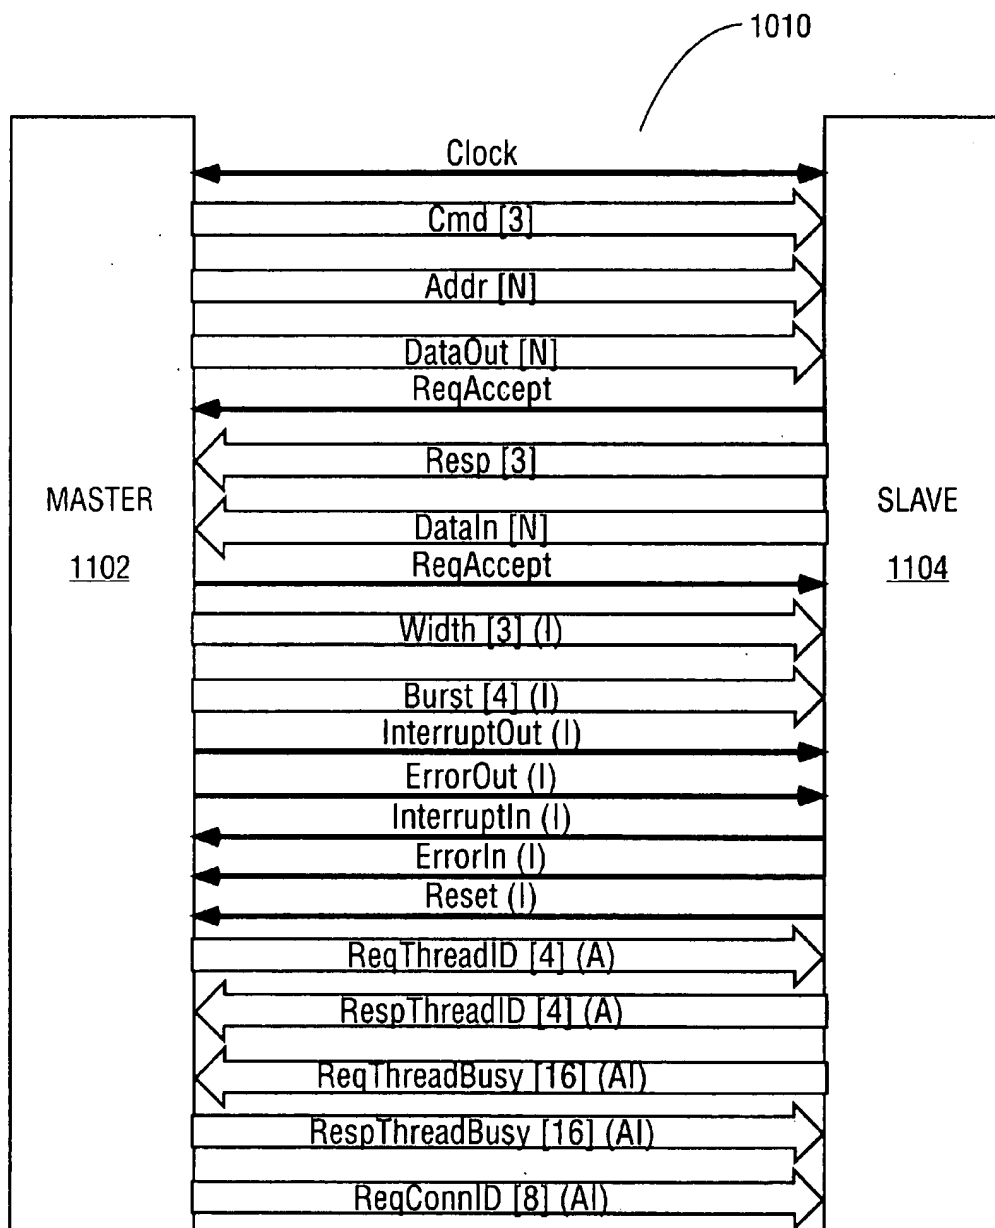 1010
Clock
Cmd [3]
Addr [N]
DataOut [N]
ReqAccept
Resp [3]
MASTER
SLAVE
DataIn [N]
1102
ReqAccept
1104
Width [3] (I)
Burst [4] (I)
InterruptOut (I)
ErrorOut (I)
InterruptIn (I)
ErrorIn (I)
Reset (I)
ReqThreadID [4] (A)
RespThreadID [4] (A)
ReqThreadBusy [16] (AI)
RespThreadBusy [16] (AI)
ReqConnID [8] (AI)